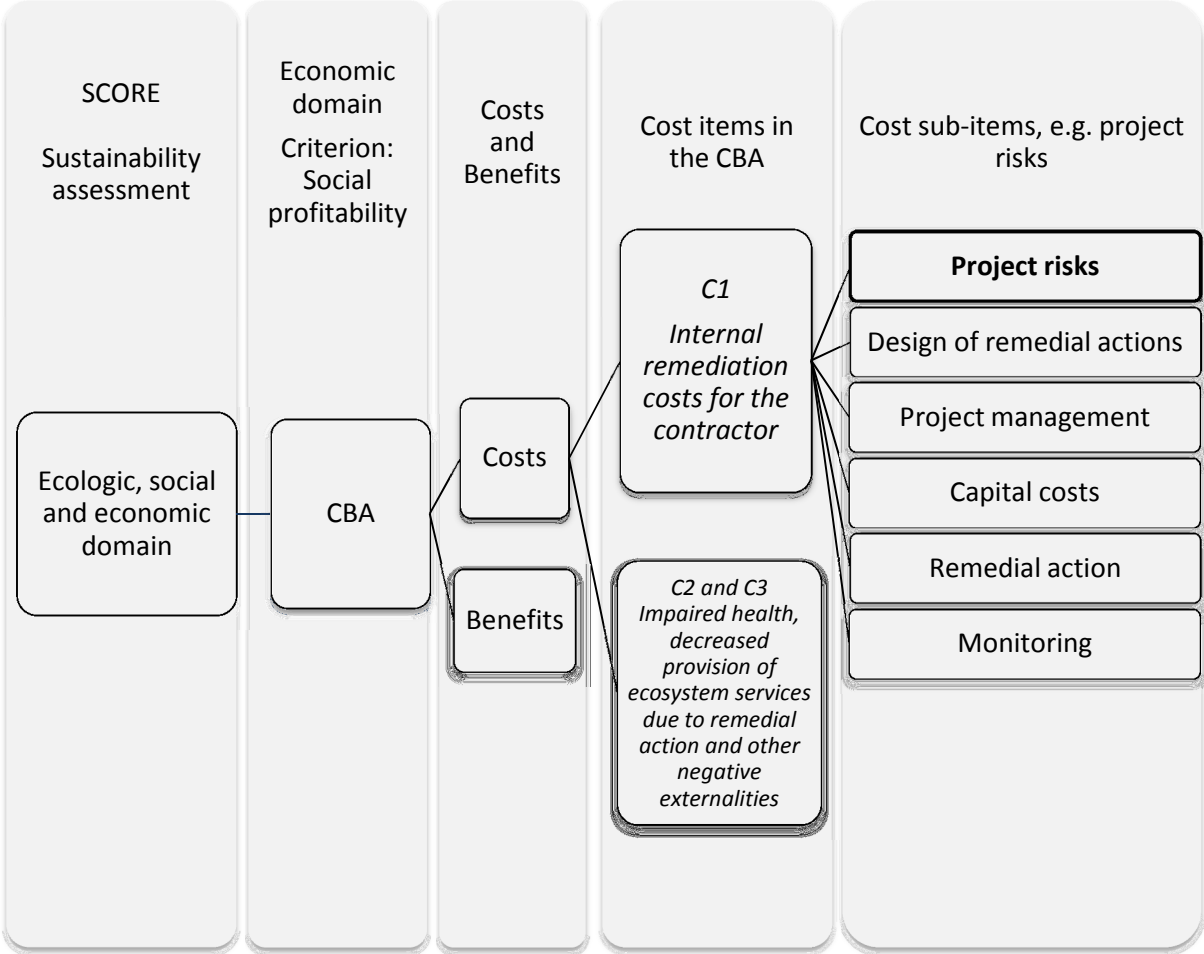 SCORE
Sustainability
assessment
Economic
domain
Criterion:
Social
profitability
Costs
and
Benefits
Cost items in
the CBA
Cost sub-items, e.g. project
risks
Ecologic, social
and economic
domain
CBA
Costs
Benefits
C1
Internal
remediation
costs for the
contractor
C2 and C3
Impaired health,
decreased
provision of
ecosystem services
due to remedial
action and other
negative
externalities
Project risks
Design of remedial actions
Project management
Capital costs
Remedial action
Monitoring